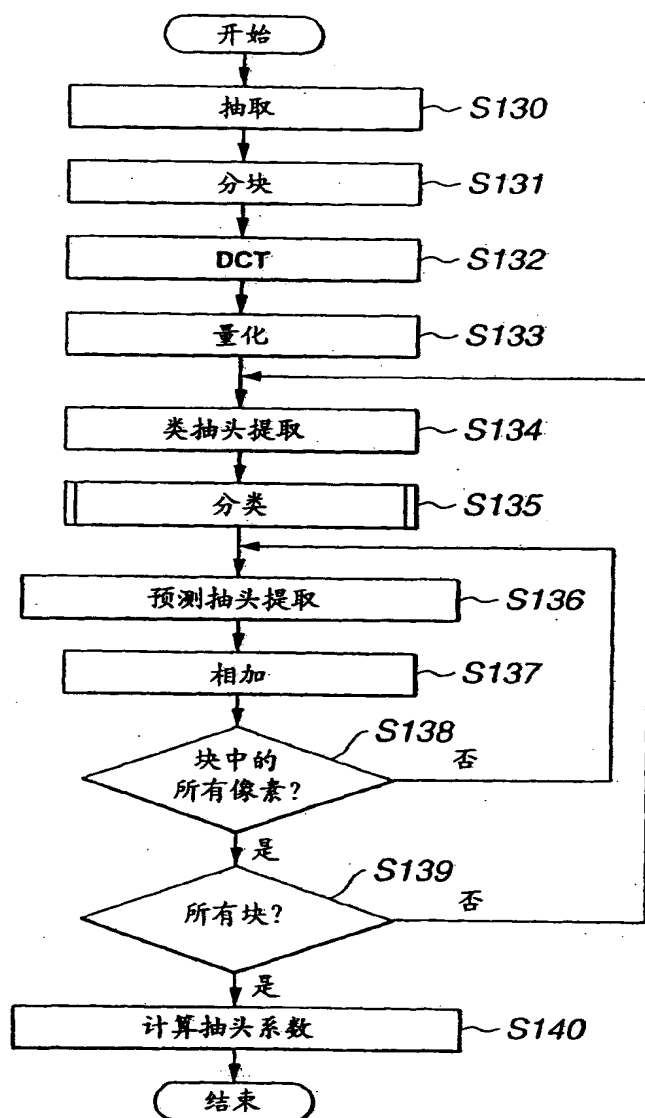 开始
抽取
S130
分块
S131
DCT
S132
量化
S133
类抽头提取
S134
分类
S135
预测抽头提取
S136
相加
S137
块中的
所有像素?
S138
否
是
所有块?
S139
否
是
计算抽头系数
S140
结束